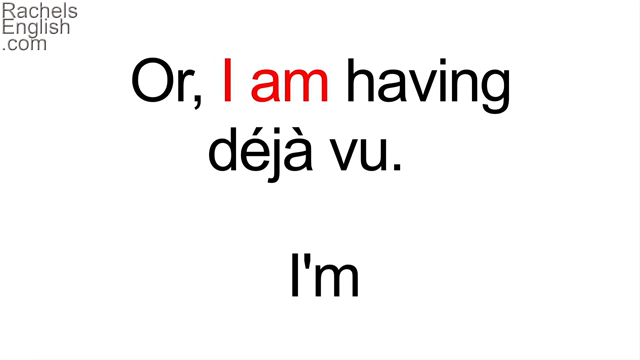 Rachels
English
.com
Or, I am having
déjà vu.
I'm